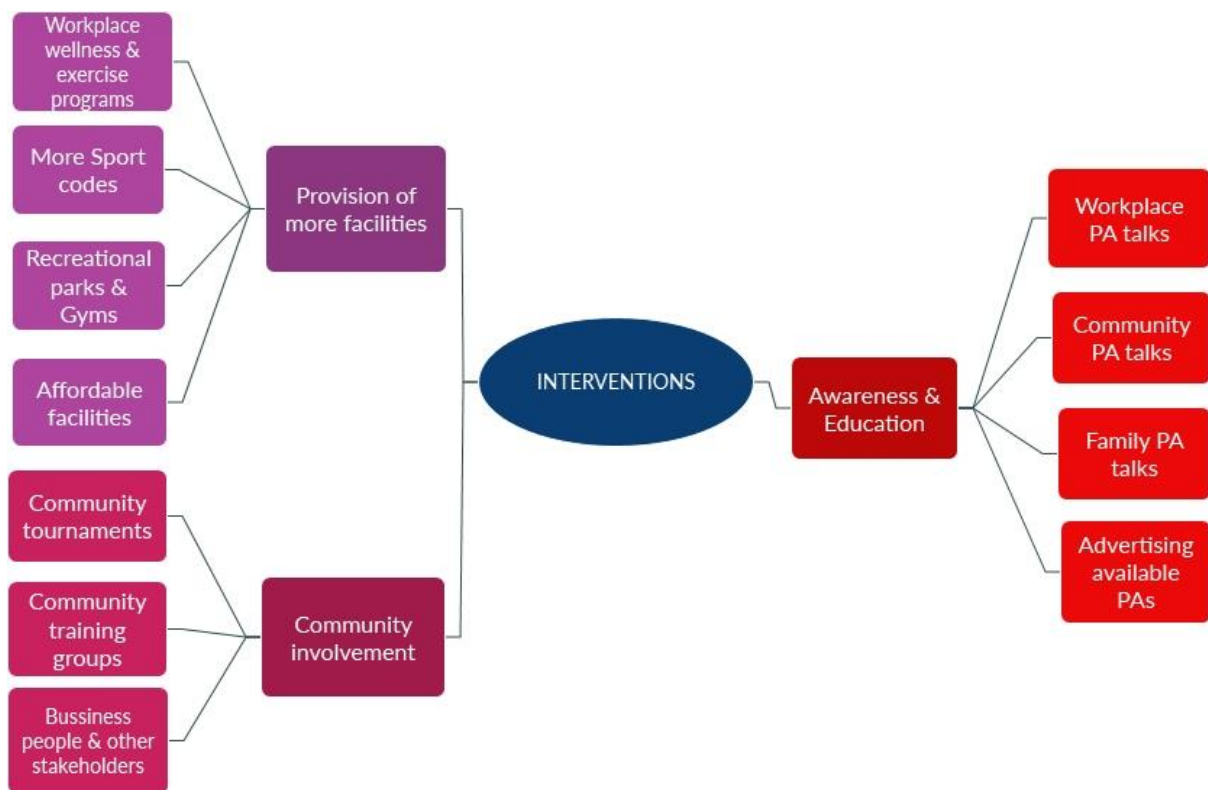 Workplace
wellness &
exercise
programs
More Sport
codes
Recreational
parks &
Gyms
Affordable
facilities
Provision of
more facilities
Community
tournaments
Community
training
groups
Bussiness
people & other
stakeholders
Community
involvement
INTERVENTIONS
Awareness &
Education
Workplace
PA talks
Community
PA talks
Family PA
talks
Advertising
available
PAs